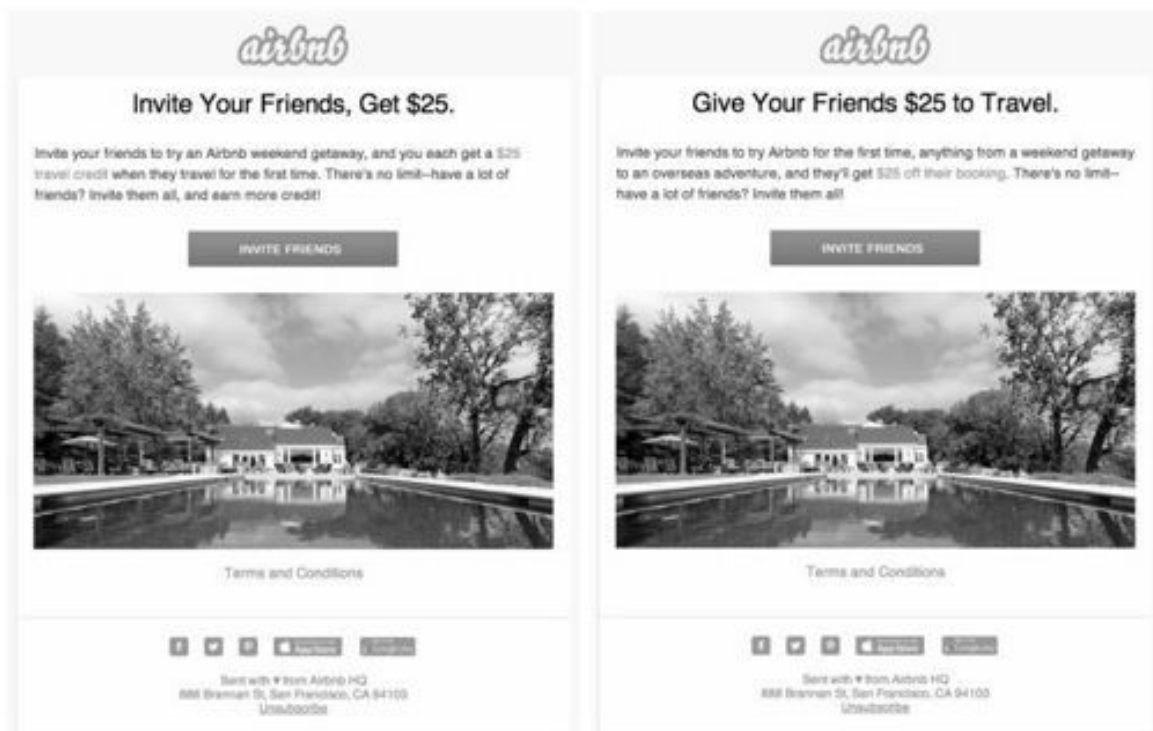 airbnb
Invite Your Friends, Get $25.
Invite your friends to try an Airbnb weekend getaway, and you each get a $25
travel credit when they travel for the first time. There's no limit--have a lot of
friends? Invite them all, and earn more credit!
INVITE FRIENDS
Terms and Conditions
App Store
Sent with ♥ from Airbnb HQ
888 Brannan St, San Francisco, CA 94103
Unsubscribe
airbnb
Give Your Friends $25 to Travel.
Invite your friends to try Airbnb for the first time, anything from a weekend getaway
to an overseas adventure, and they'll get $25 off their booking. There's no limit--
have a lot of friends? Invite them all!
INVITE FRIENDS
Terms and Conditions
App Store
Sent with ♥ from Airbnb HQ
888 Brannan St, San Francisco, CA 94103
Unsubscribe